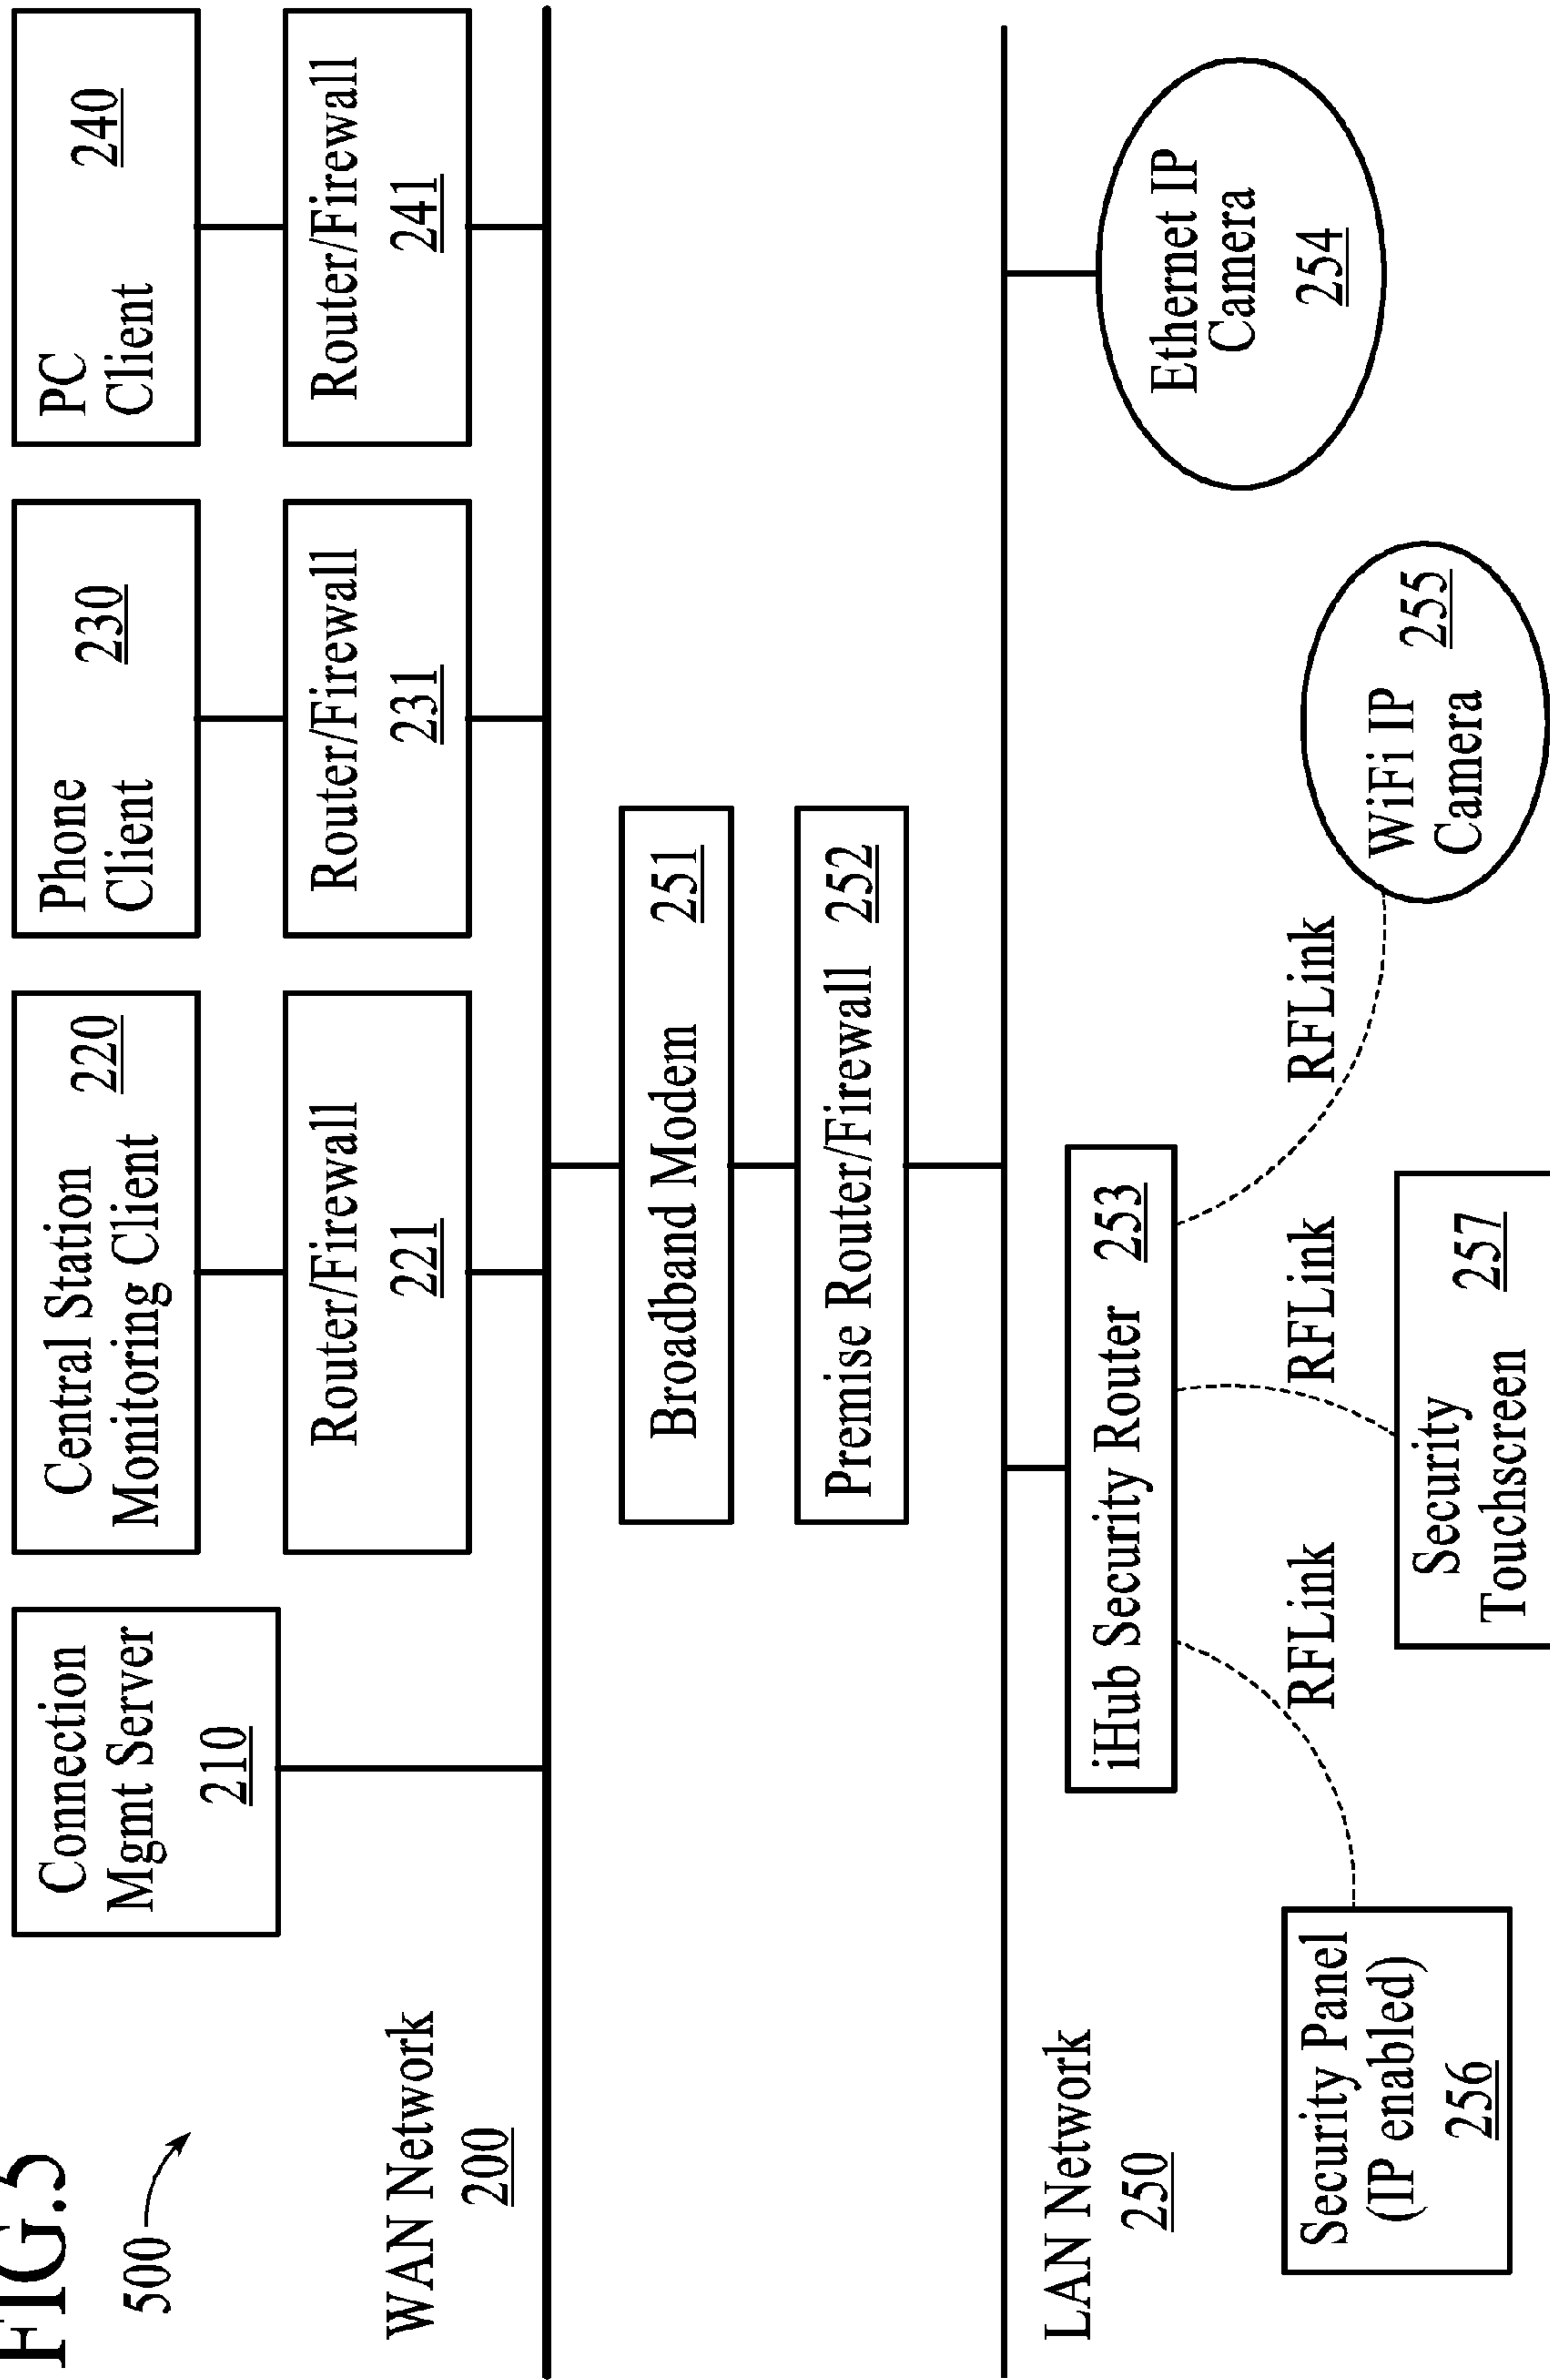 FIG.5
500
Connection
Mgmt Server
210
Central Station
Monitoring Client
220
Phone
Client
230
PC
Client
240
Router/Firewall
221
Router/Firewall
231
Router/Firewall
241
WAN Network
200
Broadband Modem 251
Premise Router/Firewall 252
LAN Network
250
iHub Security Router 253
Ethernet IP
Camera
254
RFLink
RFLink
RFLink
Security Panel
(IP enabled)
256
Security
Touchscreen
257
WiFi IP
Camera
255